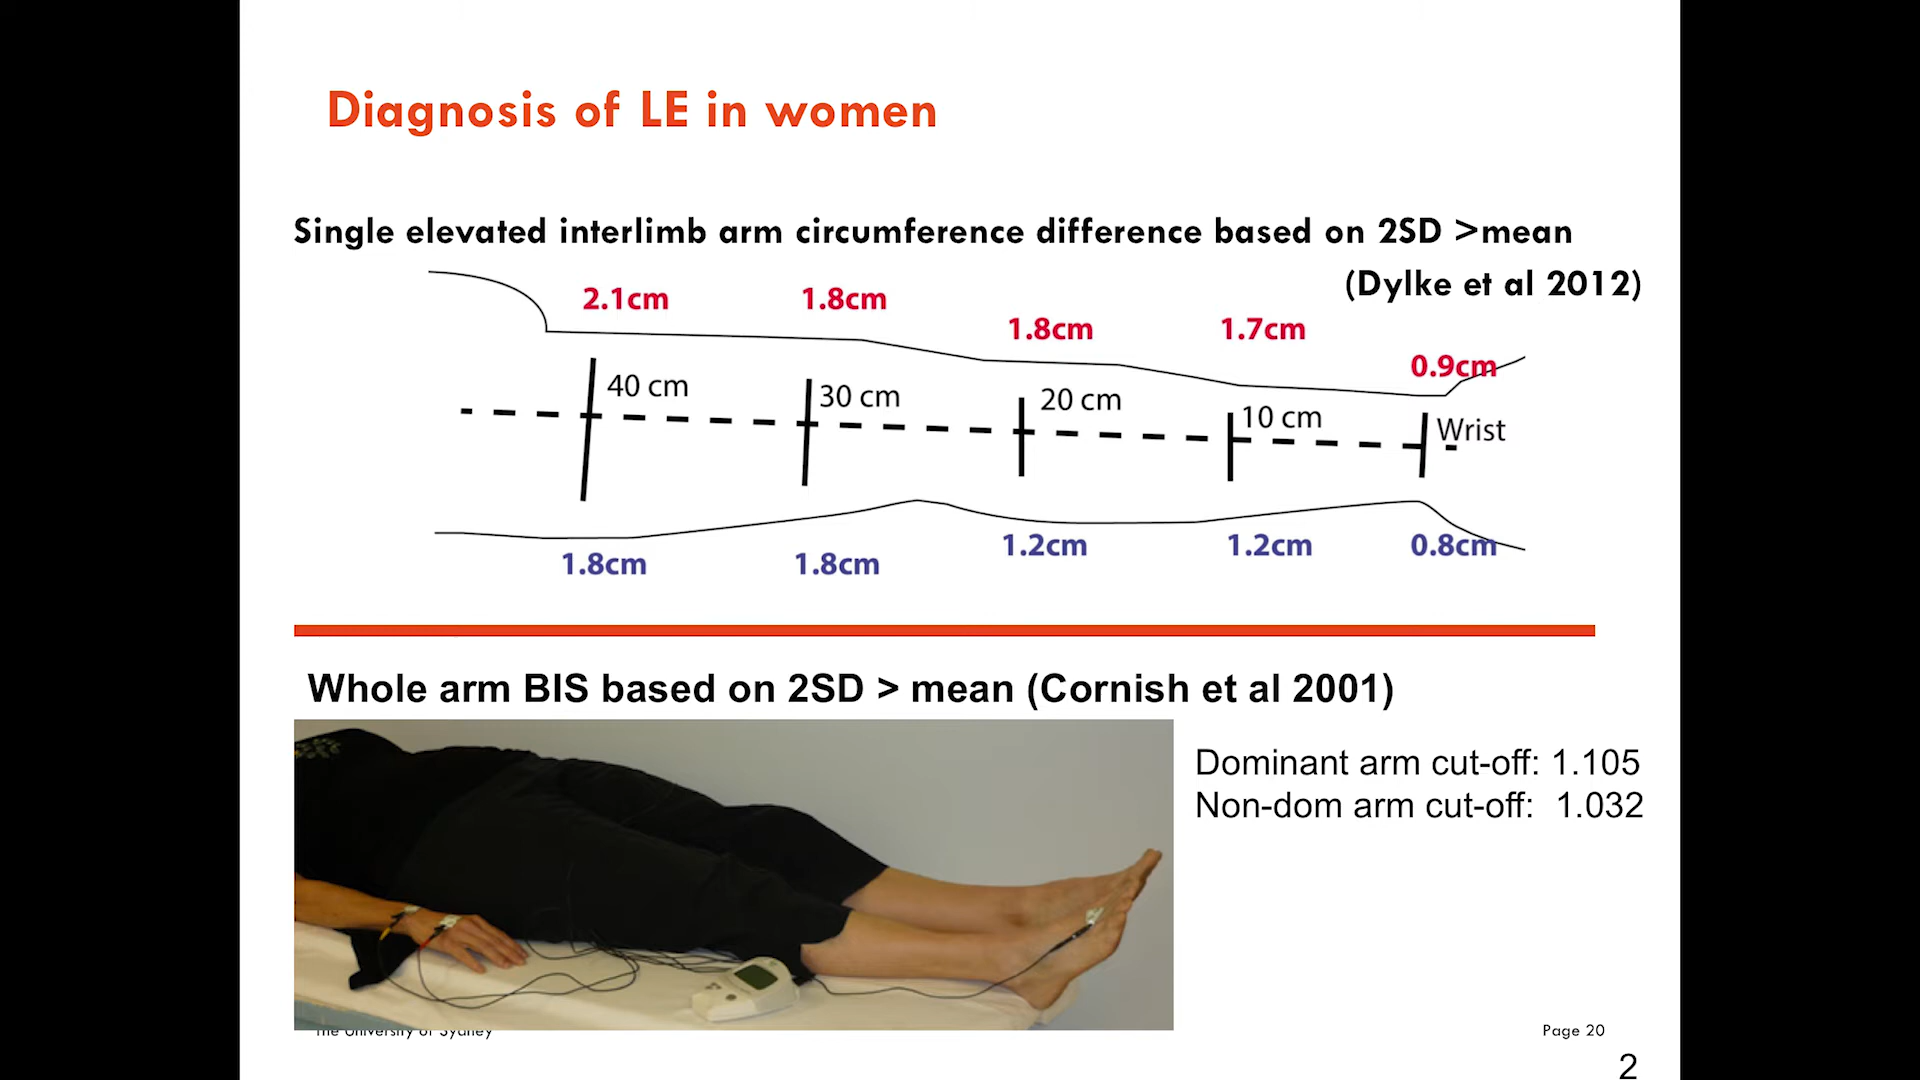 Diagnosis of LE in women
Single elevated interlimb arm circumference difference based on 2SD >mean
(Dylke et al 2012)
2.1cm
1.8cm
1.8cm
1.7cm
0.9cm
40 cm
30 cm
20 cm
10 cm
Wrist
1.8cm
1.8cm
1.2cm
1.2cm
0.8cm
Whole arm BIS based on 2SD > mean (Cornish et al 2001)
Dominant arm cut-off: 1.105
Non-dom arm cut-off: 1.032
The University of Sydney
Page 20
2